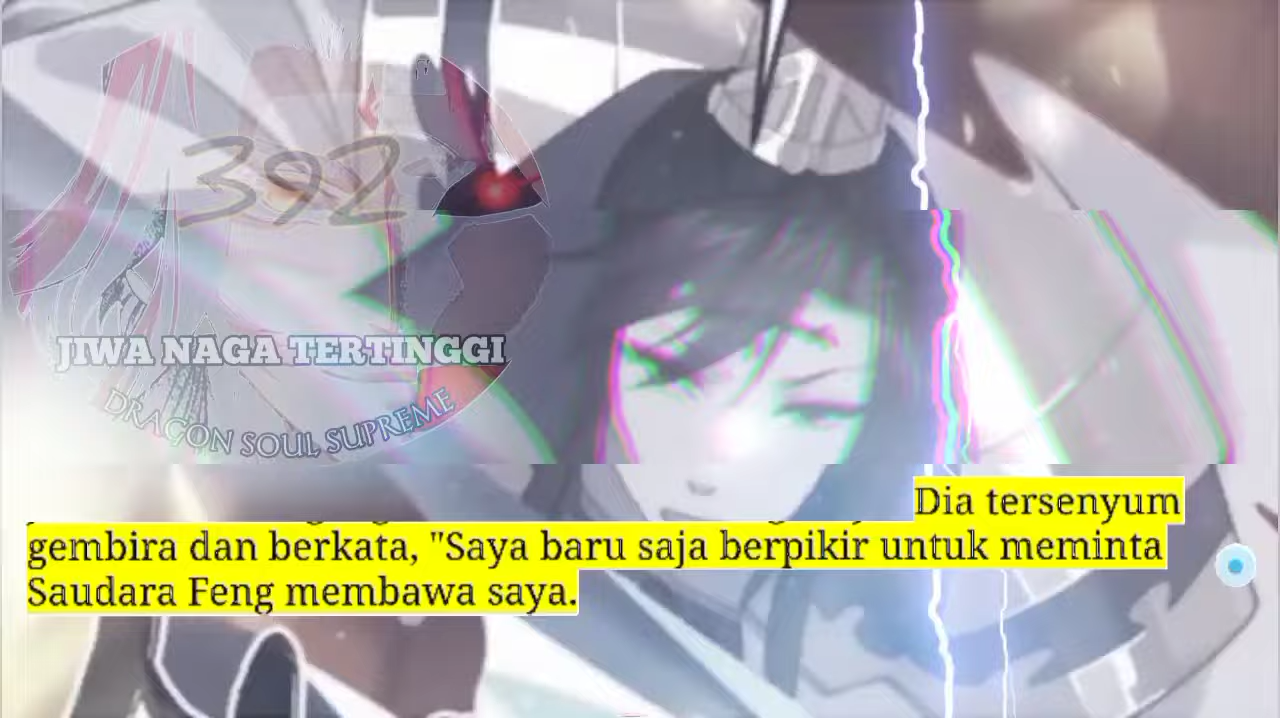 392
JIWA NAGA TERTINGGI
DRAGON SOUL SUPREME
Dia tersenyum
gembira dan berkata, "Saya baru saja berpikir untuk meminta
Saudara Feng membawa saya.